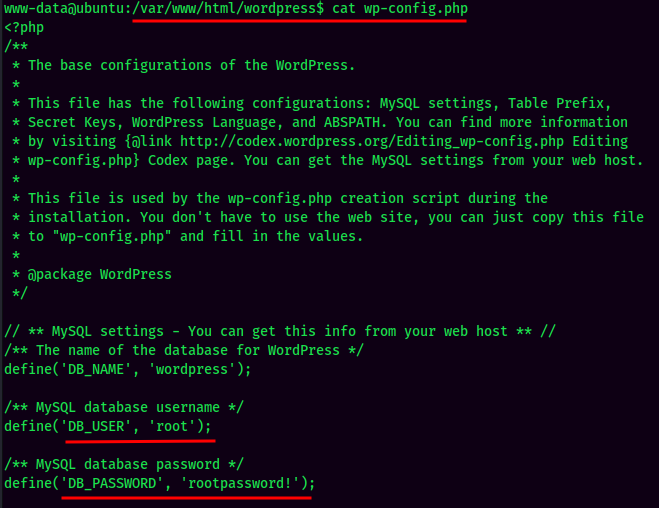 www-data@ubuntu:/var/www/html/wordpress$ cat wp-config.php
<?php
/**
 * The base configurations of the WordPress.
 *
 * This file has the following configurations: MySQL settings, Table Prefix,
 * Secret Keys, WordPress Language, and ABSPATH. You can find more information
 * by visiting {@link http://codex.wordpress.org/Editing_wp-config.php Editing
 * wp-config.php} Codex page. You can get the MySQL settings from your web host.
 *
 * This file is used by the wp-config.php creation script during the
 * installation. You don't have to use the web site, you can just copy this file
 * to "wp-config.php" and fill in the values.
 *
 * @package WordPress
 */

// ** MySQL settings - You can get this info from your web host ** //
/** The name of the database for WordPress */
define('DB_NAME', 'wordpress');

/** MySQL database username */
define('DB_USER', 'root');

/** MySQL database password */
define('DB_PASSWORD', 'rootpassword!');